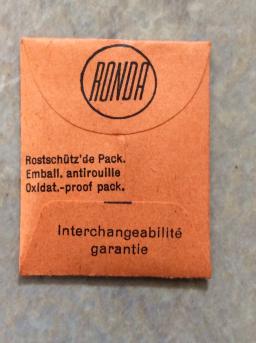 RONDA
Rostschütz'de Pack.
Emball. antirouille
Oxidat.-proof pack.
Interchangeabilité
garantie